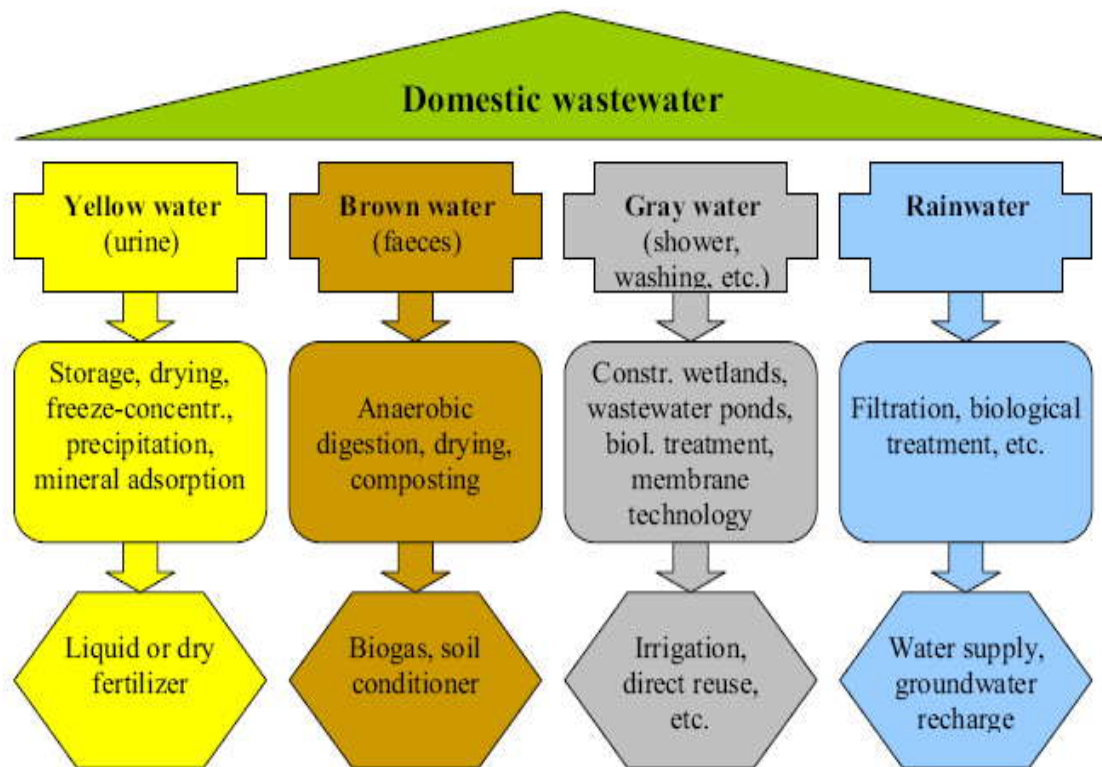 Domestic wastewater
Yellow water
(urine)
Brown water
(faeces)
Gray water
(shower,
washing, etc.)
Rainwater
Storage, drying,
freeze-concentr.,
precipitation,
mineral adsorption
Anaerobic
digestion, drying,
composting
Constr. wetlands,
wastewater ponds,
biol. treatment,
membrane
technology
Filtration, biological
treatment, etc.
Liquid or dry
fertilizer
Biogas, soil
conditioner
Irrigation,
direct reuse,
etc.
Water supply,
groundwater
recharge